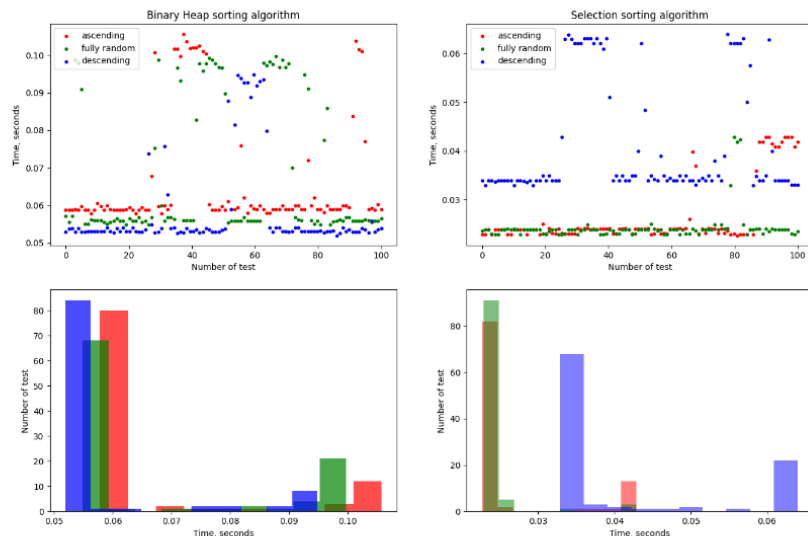 Binary Heap sorting algorithm
Time, seconds
0.10
0.09
0.08
0.07
0.06
0.05
ascending
fully random
descending
0
20
40
60
80
100
Number of test
Selection sorting algorithm
Time, seconds
0.06
0.05
0.04
0.03
ascending
fully random
descending
0
20
40
60
80
100
Number of test
Number of test
80
70
60
50
40
30
20
10
0
0.05
0.06
0.07
0.08
0.09
0.10
Time, seconds
Number of test
80
60
40
20
0
0.03
0.04
0.05
0.06
Time, seconds